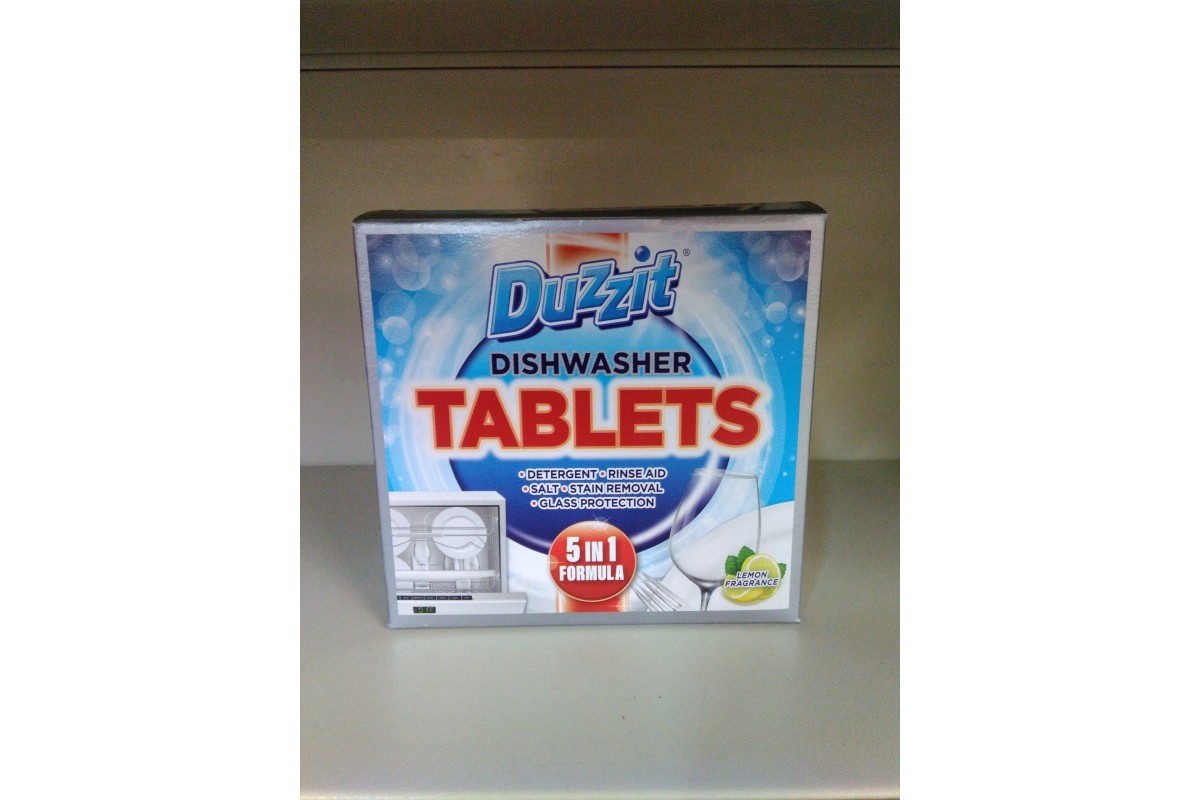 Duzzit®
DISHWASHER
TABLETS
• DETERGENT • RINSE AID
• SALT • STAIN REMOVAL
• GLASS PROTECTION
5 IN 1
FORMULA
LEMON
FRAGRANCE